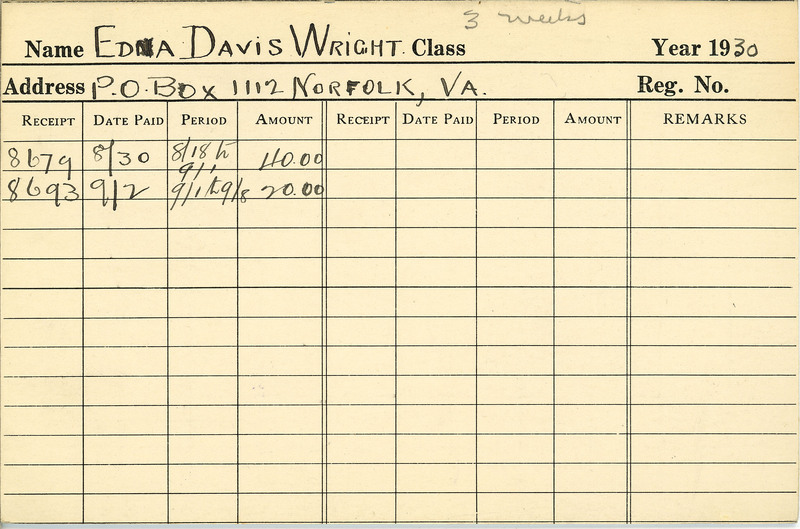 3 weeks
Name EDNA DAVIS WRIGHT. Class Year 1930
Address P.O. BOX 1112 NORFOLK, VA. Reg. No.
RECEIPT DATE PAID PERIOD AMOUNT RECEIPT DATE PAID PERIOD AMOUNT REMARKS
8679 8/30 8/18 to 9/1 40.00
8693 9/2 9/1 to 9/8 20.00